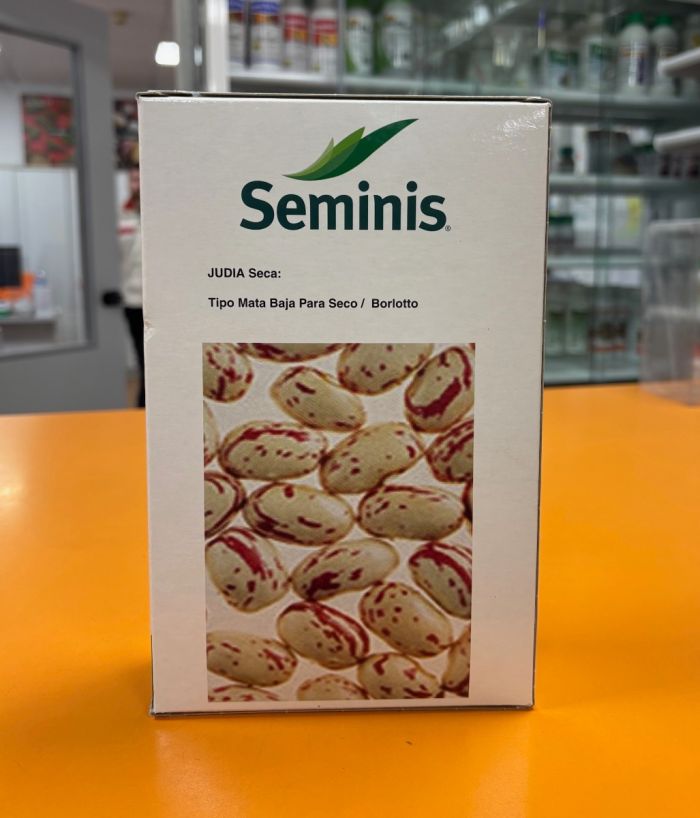 Seminis®
JUDIA Seca:
Tipo Mata Baja Para Seco / Borlotto